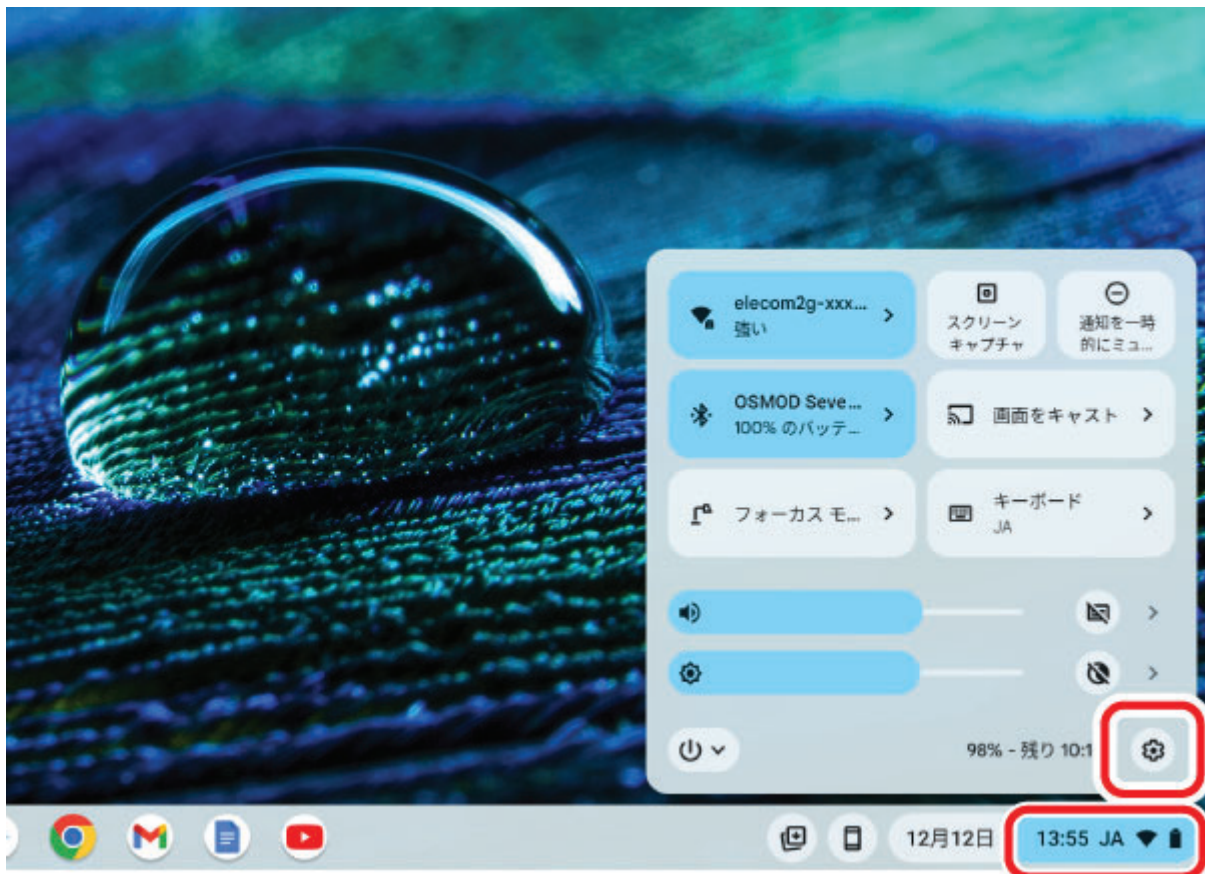 elecom2g-xxx...
強い
スクリーン
キャプチャ
通知を一時
的にミュ...
OSMOD Seve...
100% のバッテ...
画面をキャスト
フォーカス モ...
キーボード
JA
98% - 残り 10:1
12月12日
13:55 JA